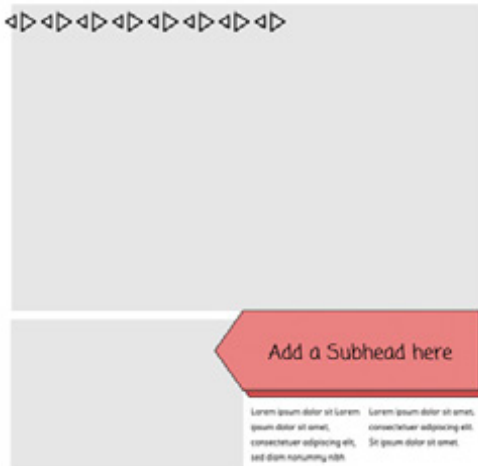 Add a Subhead here
Lorem ipsum dolor sit Lorem
ipsum dolor sit amet,
consectetuer adipiscing elit,
sed diam nonummy nibh
Lorem ipsum dolor sit amet,
consectetuer adipiscing elit.
Sit ipsum dolor sit amet.